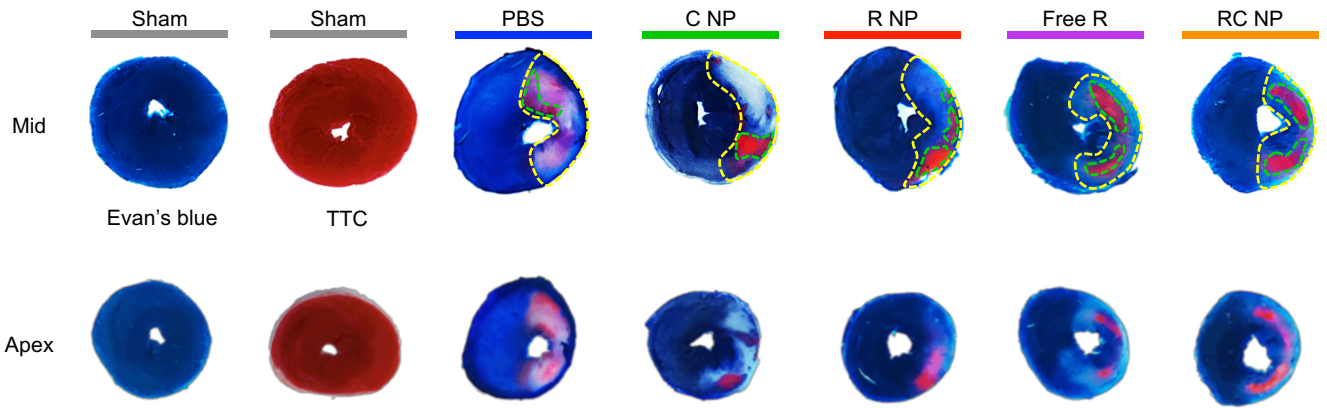 Sham Sham PBS C NP R NP Free R RC NP
Mid
Evan's blue TTC
Apex